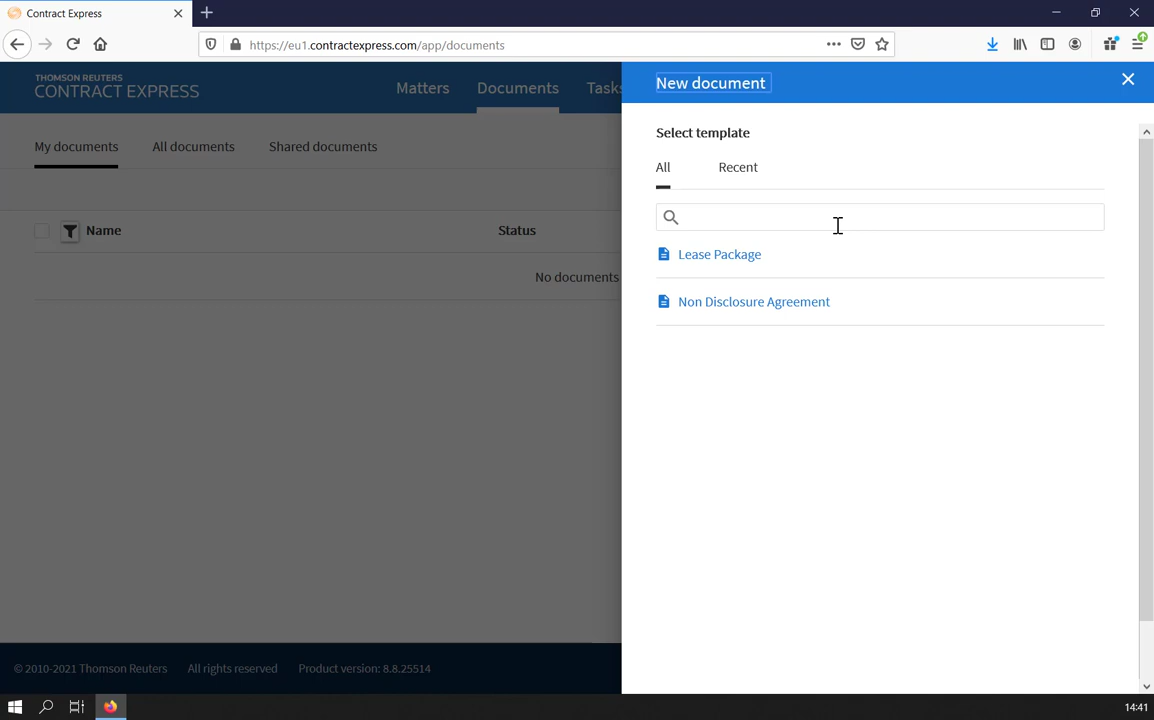 Contract Express
https://eu1.contractexpress.com/app/documents
THOMSON REUTERS
CONTRACT EXPRESS
Matters
Documents
Tasks
New document
My documents
All documents
Shared documents
Select template
All
Recent
Name
Status
Lease Package
No documents
Non Disclosure Agreement
© 2010-2021 Thomson Reuters
All rights reserved
Product version: 8.8.25514
14:41